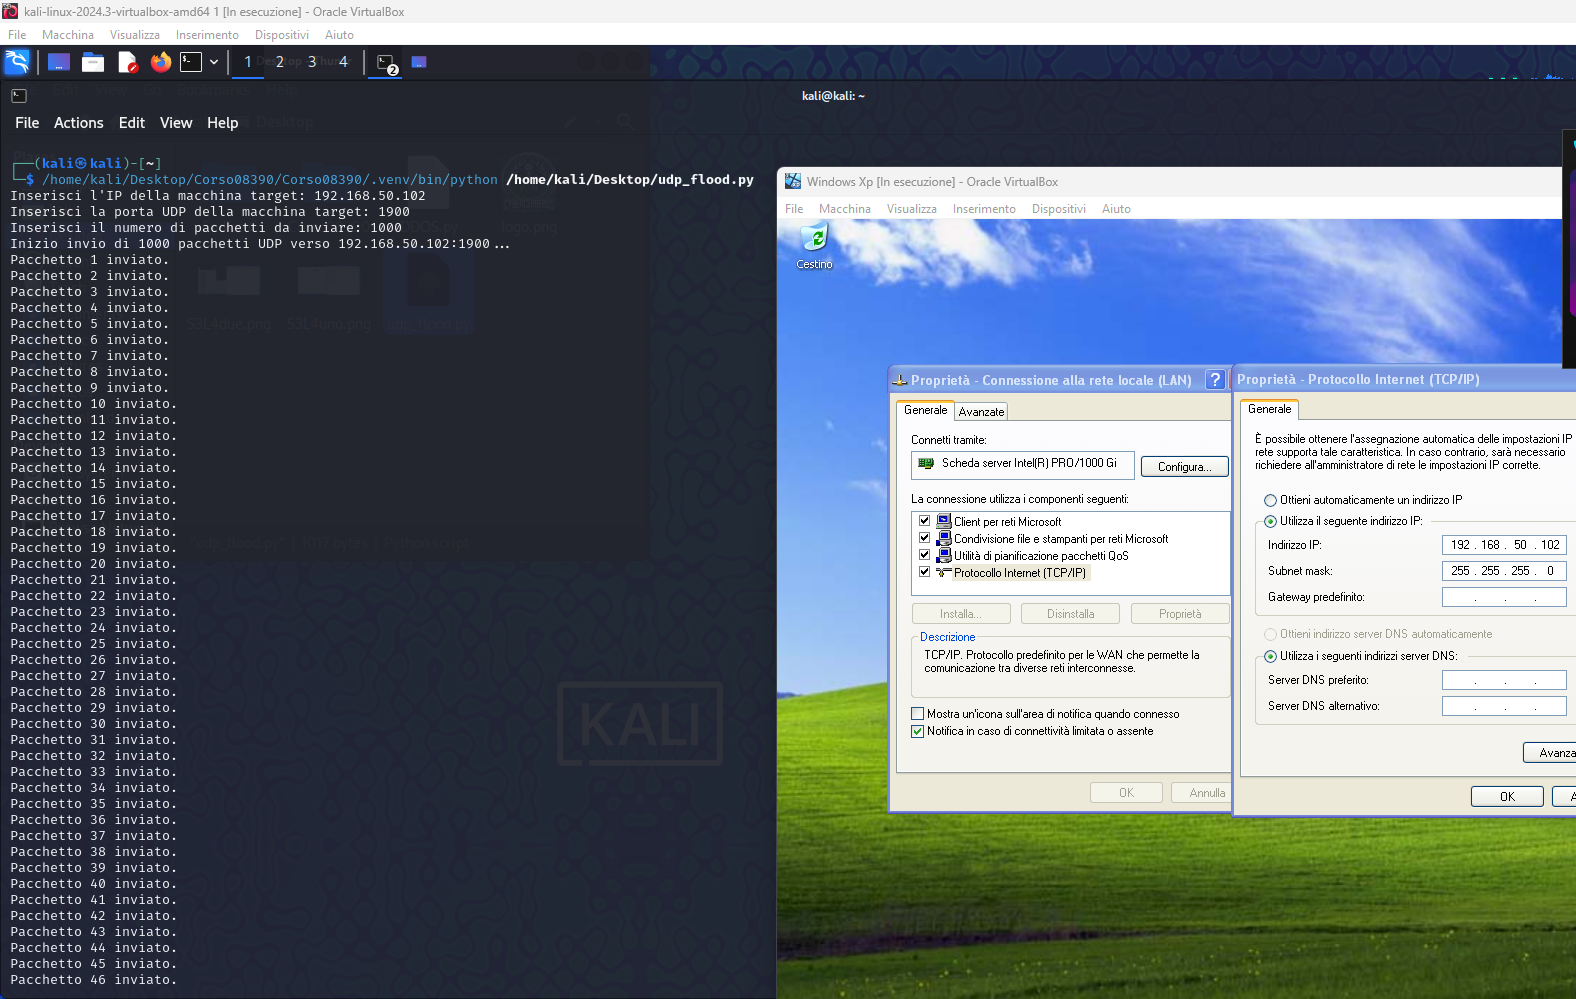 kali-linux-2024.3-virtualbox-amd64 1 [In esecuzione] - Oracle VirtualBox
File Macchina Visualizza Inserimento Dispositivi Aiuto
1 2 3 4 2
kali@kali: ~
File Actions Edit View Help
┌──(kali㉿kali)-[~]
└─$ /home/kali/Desktop/Corso08390/Corso08390/.venv/bin/python /home/kali/Desktop/udp_flood.py
Inserisci l'IP della macchina target: 192.168.50.102
Inserisci la porta UDP della macchina target: 1900
Inserisci il numero di pacchetti da inviare: 1000
Inizio invio di 1000 pacchetti UDP verso 192.168.50.102:1900...
Pacchetto 1 inviato.
Pacchetto 2 inviato.
Pacchetto 3 inviato.
Pacchetto 4 inviato.
Pacchetto 5 inviato.
Pacchetto 6 inviato.
Pacchetto 7 inviato.
Pacchetto 8 inviato.
Pacchetto 9 inviato.
Pacchetto 10 inviato.
Pacchetto 11 inviato.
Pacchetto 12 inviato.
Pacchetto 13 inviato.
Pacchetto 14 inviato.
Pacchetto 15 inviato.
Pacchetto 16 inviato.
Pacchetto 17 inviato.
Pacchetto 18 inviato.
Pacchetto 19 inviato.
Pacchetto 20 inviato.
Pacchetto 21 inviato.
Pacchetto 22 inviato.
Pacchetto 23 inviato.
Pacchetto 24 inviato.
Pacchetto 25 inviato.
Pacchetto 26 inviato.
Pacchetto 27 inviato.
Pacchetto 28 inviato.
Pacchetto 29 inviato.
Pacchetto 30 inviato.
Pacchetto 31 inviato.
Pacchetto 32 inviato.
Pacchetto 33 inviato.
Pacchetto 34 inviato.
Pacchetto 35 inviato.
Pacchetto 36 inviato.
Pacchetto 37 inviato.
Pacchetto 38 inviato.
Pacchetto 39 inviato.
Pacchetto 40 inviato.
Pacchetto 41 inviato.
Pacchetto 42 inviato.
Pacchetto 43 inviato.
Pacchetto 44 inviato.
Pacchetto 45 inviato.
Pacchetto 46 inviato.
KALI
Windows Xp [In esecuzione] - Oracle VirtualBox
File Macchina Visualizza Inserimento Dispositivi Aiuto
Cestino
Proprietà - Connessione alla rete locale (LAN)
Generale Avanzate
Connetti tramite:
Scheda server Intel(R) PRO/1000 Gi
Configura...
La connessione utilizza i componenti seguenti:
Client per reti Microsoft
Condivisione file e stampanti per reti Microsoft
Utilità di pianificazione pacchetti QoS
Protocollo Internet (TCP/IP)
Installa... Disinstalla Proprietà
Descrizione
TCP/IP. Protocollo predefinito per le WAN che permette la
comunicazione tra diverse reti interconnesse.
Mostra un'icona sull'area di notifica quando connesso
Notifica in caso di connettività limitata o assente
OK Annulla
Proprietà - Protocollo Internet (TCP/IP)
Generale
È possibile ottenere l'assegnazione automatica delle impostazioni IP
rete supporta tale caratteristica. In caso contrario, sarà necessario
richiedere all'amministratore di rete le impostazioni IP corrette.
Ottieni automaticamente un indirizzo IP
Utilizza il seguente indirizzo IP:
Indirizzo IP: 192 . 168 . 50 . 102
Subnet mask: 255 . 255 . 255 . 0
Gateway predefinito: . . .
Ottieni indirizzo server DNS automaticamente
Utilizza i seguenti indirizzi server DNS:
Server DNS preferito: . . .
Server DNS alternativo: . . .
Avanza
OK A